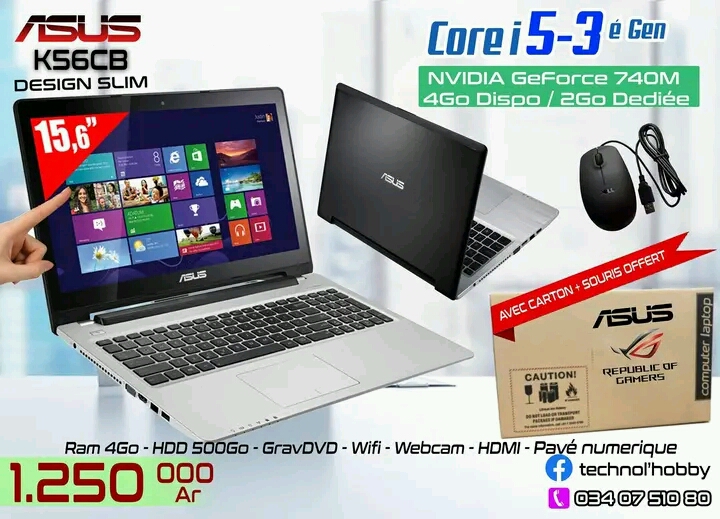 ASUS
K56CB
DESIGN SLIM
Core i 5-3 é Gen
NVIDIA GeForce 740M
4Go Dispo / 2Go Dediée
15,6”
ASUS
ASUS
AVEC CARTON + SOURIS OFFERT
ASUS
REPUBLIC OF
GAMERS
computer laptop
CAUTION!
Ram 4Go - HDD 500Go - GravDVD - Wifi - Webcam - HDMI - Pavé numerique
1.250 000
Ar
technol'hobby
034 07 510 80